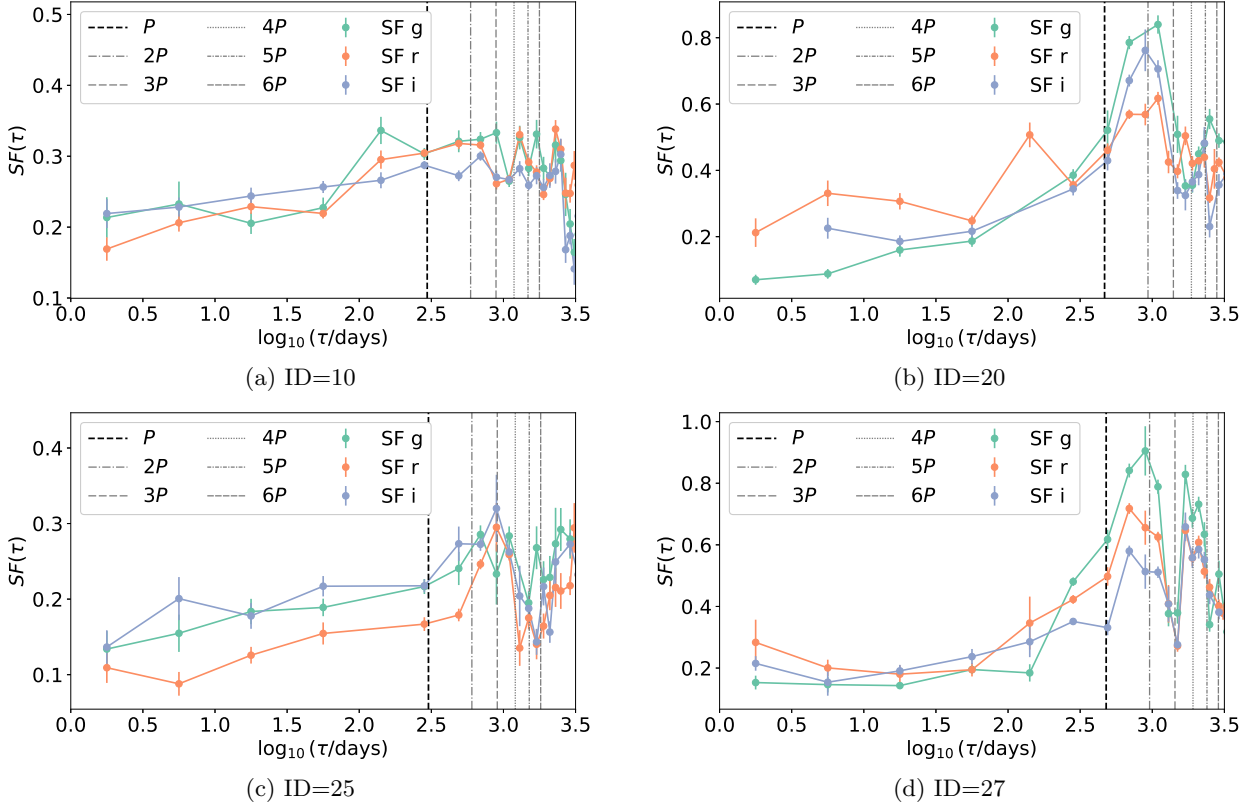 0.5
0.4
0.3
0.2
0.1
SF(τ)
P
2P
3P
4P
5P
6P
SF g
SF r
SF i
0.0 0.5 1.0 1.5 2.0 2.5 3.0 3.5
log₁₀ (τ/days)
(a) ID=10
0.8
0.6
0.4
0.2
SF(τ)
P
2P
3P
4P
5P
6P
SF g
SF r
SF i
0.0 0.5 1.0 1.5 2.0 2.5 3.0 3.5
log₁₀ (τ/days)
(b) ID=20
0.4
0.3
0.2
0.1
SF(τ)
P
2P
3P
4P
5P
6P
SF g
SF r
SF i
0.0 0.5 1.0 1.5 2.0 2.5 3.0 3.5
log₁₀ (τ/days)
(c) ID=25
1.0
0.8
0.6
0.4
0.2
SF(τ)
P
2P
3P
4P
5P
6P
SF g
SF r
SF i
0.0 0.5 1.0 1.5 2.0 2.5 3.0 3.5
log₁₀ (τ/days)
(d) ID=27